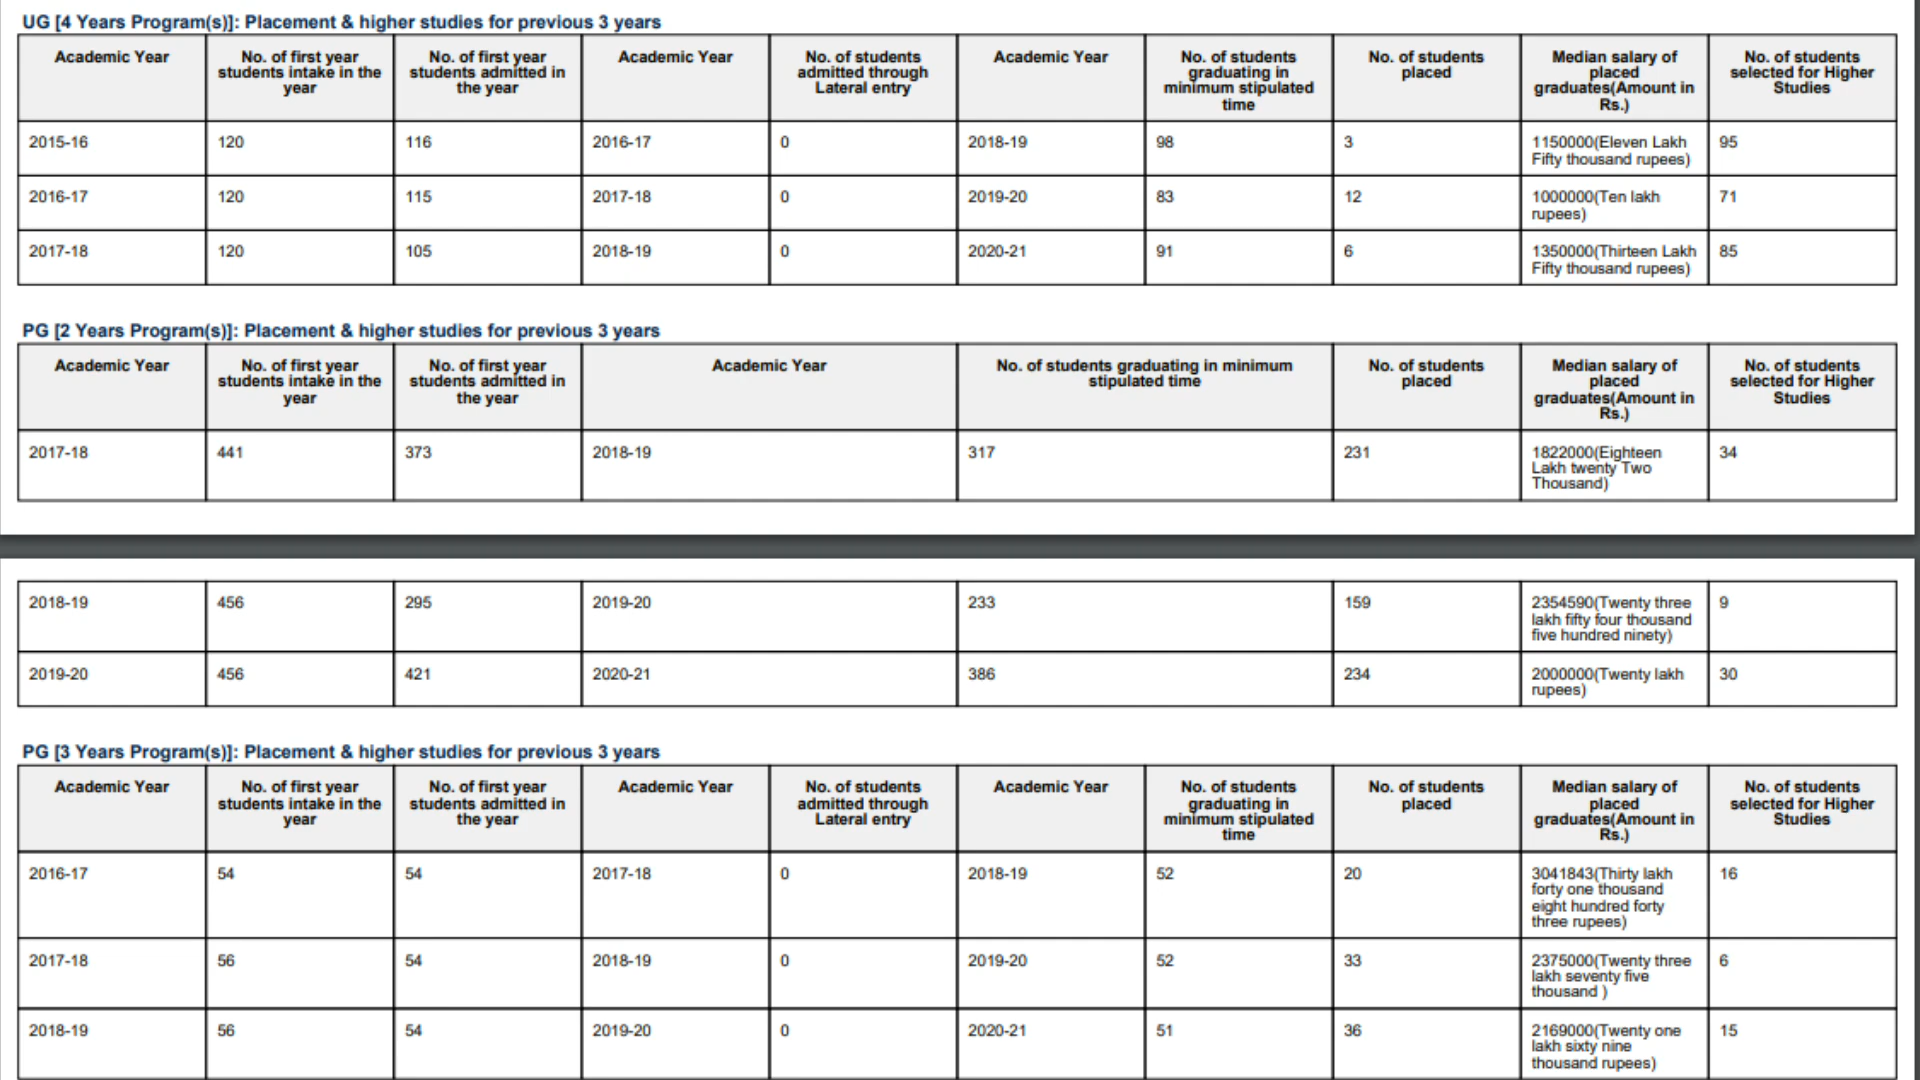 UG [4 Years Program(s)]: Placement & higher studies for previous 3 years
Academic Year
No. of first year
students intake in the
year
No. of first year
students admitted in
the year
Academic Year
No. of students
admitted through
Lateral entry
Academic Year
No. of students
graduating in
minimum stipulated
time
No. of students
placed
Median salary of
placed
graduates(Amount in
Rs.)
No. of students
selected for Higher
Studies
2015-16
120
116
2016-17
0
2018-19
98
3
1150000(Eleven Lakh
Fifty thousand rupees)
95
2016-17
120
115
2017-18
0
2019-20
83
12
1000000(Ten lakh
rupees)
71
2017-18
120
105
2018-19
0
2020-21
91
6
1350000(Thirteen Lakh
Fifty thousand rupees)
85
PG [2 Years Program(s)]: Placement & higher studies for previous 3 years
Academic Year
No. of first year
students intake in the
year
No. of first year
students admitted in
the year
Academic Year
No. of students graduating in minimum
stipulated time
No. of students
placed
Median salary of
placed
graduates(Amount in
Rs.)
No. of students
selected for Higher
Studies
2017-18
441
373
2018-19
317
231
1822000(Eighteen
Lakh twenty Two
Thousand)
34
2018-19
456
295
2019-20
233
159
2354590(Twenty three
lakh fifty four thousand
five hundred ninety)
9
2019-20
456
421
2020-21
386
234
2000000(Twenty lakh
rupees)
30
PG [3 Years Program(s)]: Placement & higher studies for previous 3 years
Academic Year
No. of first year
students intake in the
year
No. of first year
students admitted in
the year
Academic Year
No. of students
admitted through
Lateral entry
Academic Year
No. of students
graduating in
minimum stipulated
time
No. of students
placed
Median salary of
placed
graduates(Amount in
Rs.)
No. of students
selected for Higher
Studies
2016-17
54
54
2017-18
0
2018-19
52
20
3041843(Thirty lakh
forty one thousand
eight hundred forty
three rupees)
16
2017-18
56
54
2018-19
0
2019-20
52
33
2375000(Twenty three
lakh seventy five
thousand )
6
2018-19
56
54
2019-20
0
2020-21
51
36
2169000(Twenty one
lakh sixty nine
thousand rupees)
15